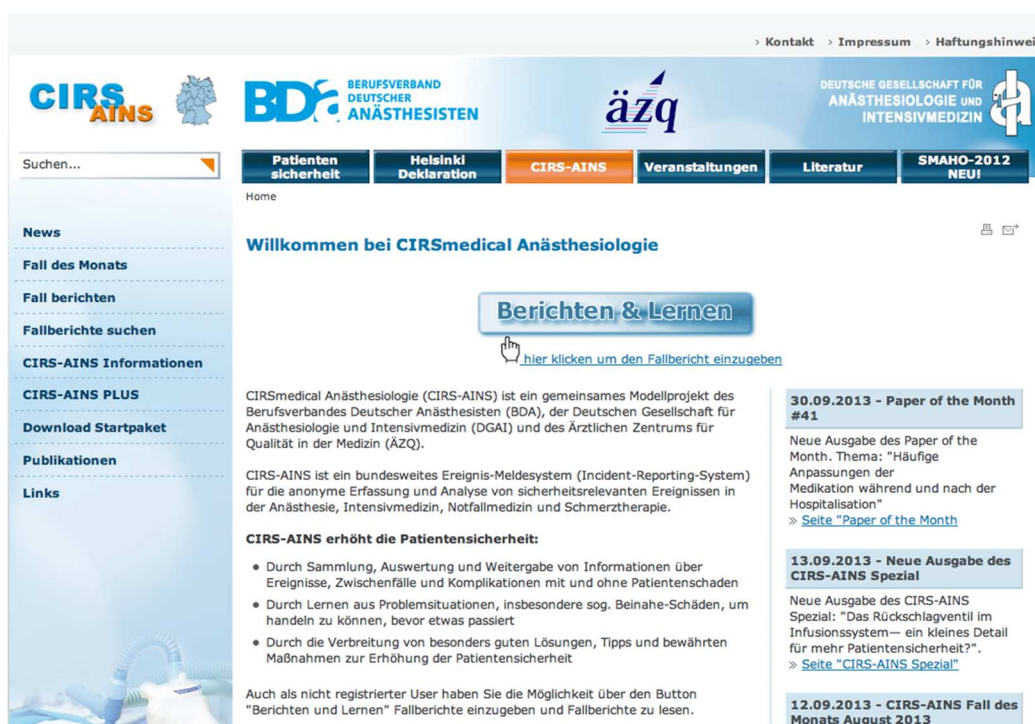 › Kontakt › Impressum › Haftungshinwei
CIRS
AINS
BDA
BERUFSVERBAND
DEUTSCHER
ANÄSTHESISTEN
äzq
DEUTSCHE GESELLSCHAFT FÜR
ANÄSTHESIOLOGIE UND
INTENSIVMEDIZIN
Suchen...
Patienten
sicherheit
Helsinki
Deklaration
CIRS-AINS
Veranstaltungen
Literatur
SMAHO-2012
NEU!
Home
News
Fall des Monats
Fall berichten
Fallberichte suchen
CIRS-AINS Informationen
CIRS-AINS PLUS
Download Startpaket
Publikationen
Links
Willkommen bei CIRSmedical Anästhesiologie
Berichten & Lernen
hier klicken um den Fallbericht einzugeben
CIRSmedical Anästhesiologie (CIRS-AINS) ist ein gemeinsames Modellprojekt des
Berufsverbandes Deutscher Anästhesisten (BDA), der Deutschen Gesellschaft für
Anästhesiologie und Intensivmedizin (DGAI) und des Ärztlichen Zentrums für
Qualität in der Medizin (ÄZQ).
CIRS-AINS ist ein bundesweites Ereignis-Meldesystem (Incident-Reporting-System)
für die anonyme Erfassung und Analyse von sicherheitsrelevanten Ereignissen in
der Anästhesie, Intensivmedizin, Notfallmedizin und Schmerztherapie.
CIRS-AINS erhöht die Patientensicherheit:
• Durch Sammlung, Auswertung und Weitergabe von Informationen über
Ereignisse, Zwischenfälle und Komplikationen mit und ohne Patientenschaden
• Durch Lernen aus Problemsituationen, insbesondere sog. Beinahe-Schäden, um
handeln zu können, bevor etwas passiert
• Durch die Verbreitung von besonders guten Lösungen, Tipps und bewährten
Maßnahmen zur Erhöhung der Patientensicherheit
Auch als nicht registrierter User haben Sie die Möglichkeit über den Button
"Berichten und Lernen" Fallberichte einzugeben und Fallberichte zu lesen.
30.09.2013 - Paper of the Month
#41
Neue Ausgabe des Paper of the
Month. Thema: "Häufige
Anpassungen der
Medikation während und nach der
Hospitalisation"
» Seite "Paper of the Month
13.09.2013 - Neue Ausgabe des
CIRS-AINS Spezial
Neue Ausgabe des CIRS-AINS
Spezial: "Das Rückschlagventil im
Infusionssystem— ein kleines Detail
für mehr Patientensicherheit?".
» Seite "CIRS-AINS Spezial"
12.09.2013 - CIRS-AINS Fall des
Monats August 2013